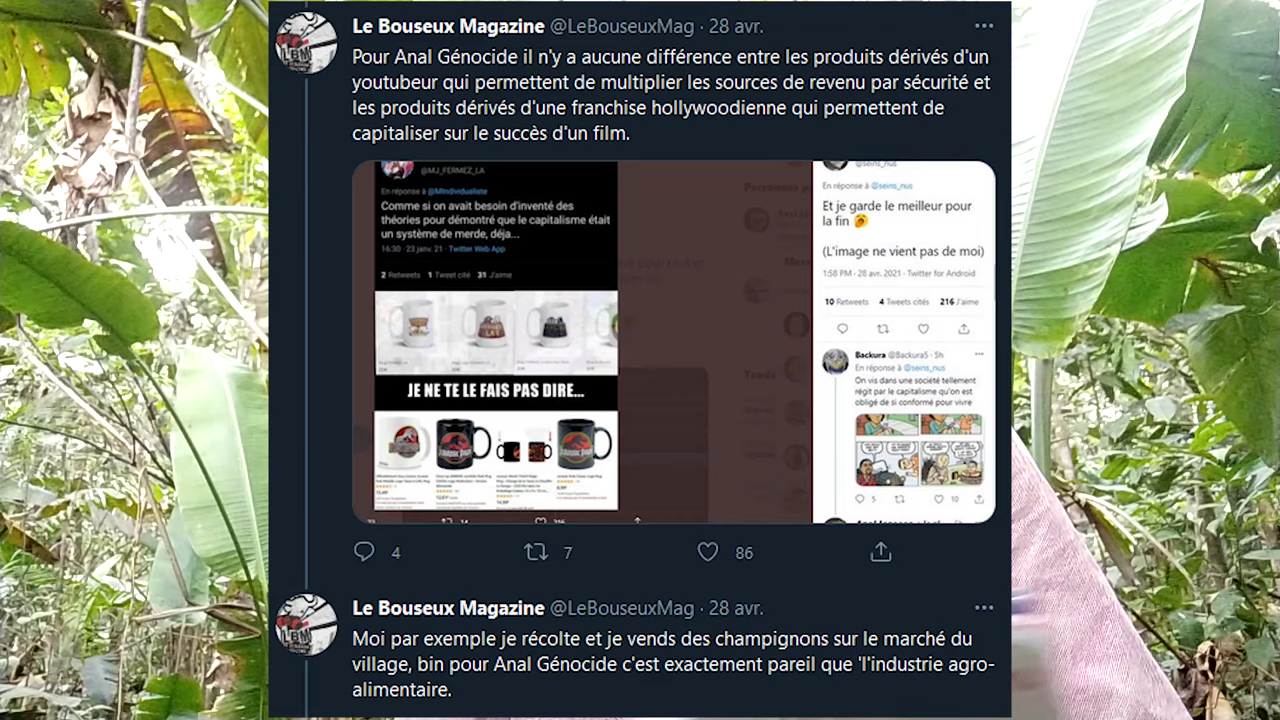 Le Bouseux Magazine @LeBouseuxMag · 28 avr.
Pour Anal Génocide il n'y a aucune différence entre les produits dérivés d'un
youtubeur qui permettent de multiplier les sources de revenu par sécurité et
les produits dérivés d'une franchise hollywoodienne qui permettent de
capitaliser sur le succès d'un film.
@MJ_FERMEZ_LA
En réponse à @MIndividualiste
Comme si on avait besoin d'inventé des
théories pour démontré que le capitalisme était
un système de merde, déja...
16:30 · 23 janv. 21 · Twitter Web App
2 Retweets 1 Tweet cité 31 J'aime
JE NE TE LE FAIS PAS DIRE...
@seins_nus
En réponse à @seins_nus
Et je garde le meilleur pour
la fin
(L'image ne vient pas de moi)
1:58 PM · 28 avr. 2021 · Twitter for Android
10 Retweets 4 Tweets cités 216 J'aime
Backura @Backura5 · 5h
En réponse à @seins_nus
On vis dans une société tellement
régit par le capitalisme qu'on est
obligé de si conformé pour vivre
5 10
4 7 86
Le Bouseux Magazine @LeBouseuxMag · 28 avr.
Moi par exemple je récolte et je vends des champignons sur le marché du
village, bin pour Anal Génocide c'est exactement pareil que 'l'industrie agro-
alimentaire.